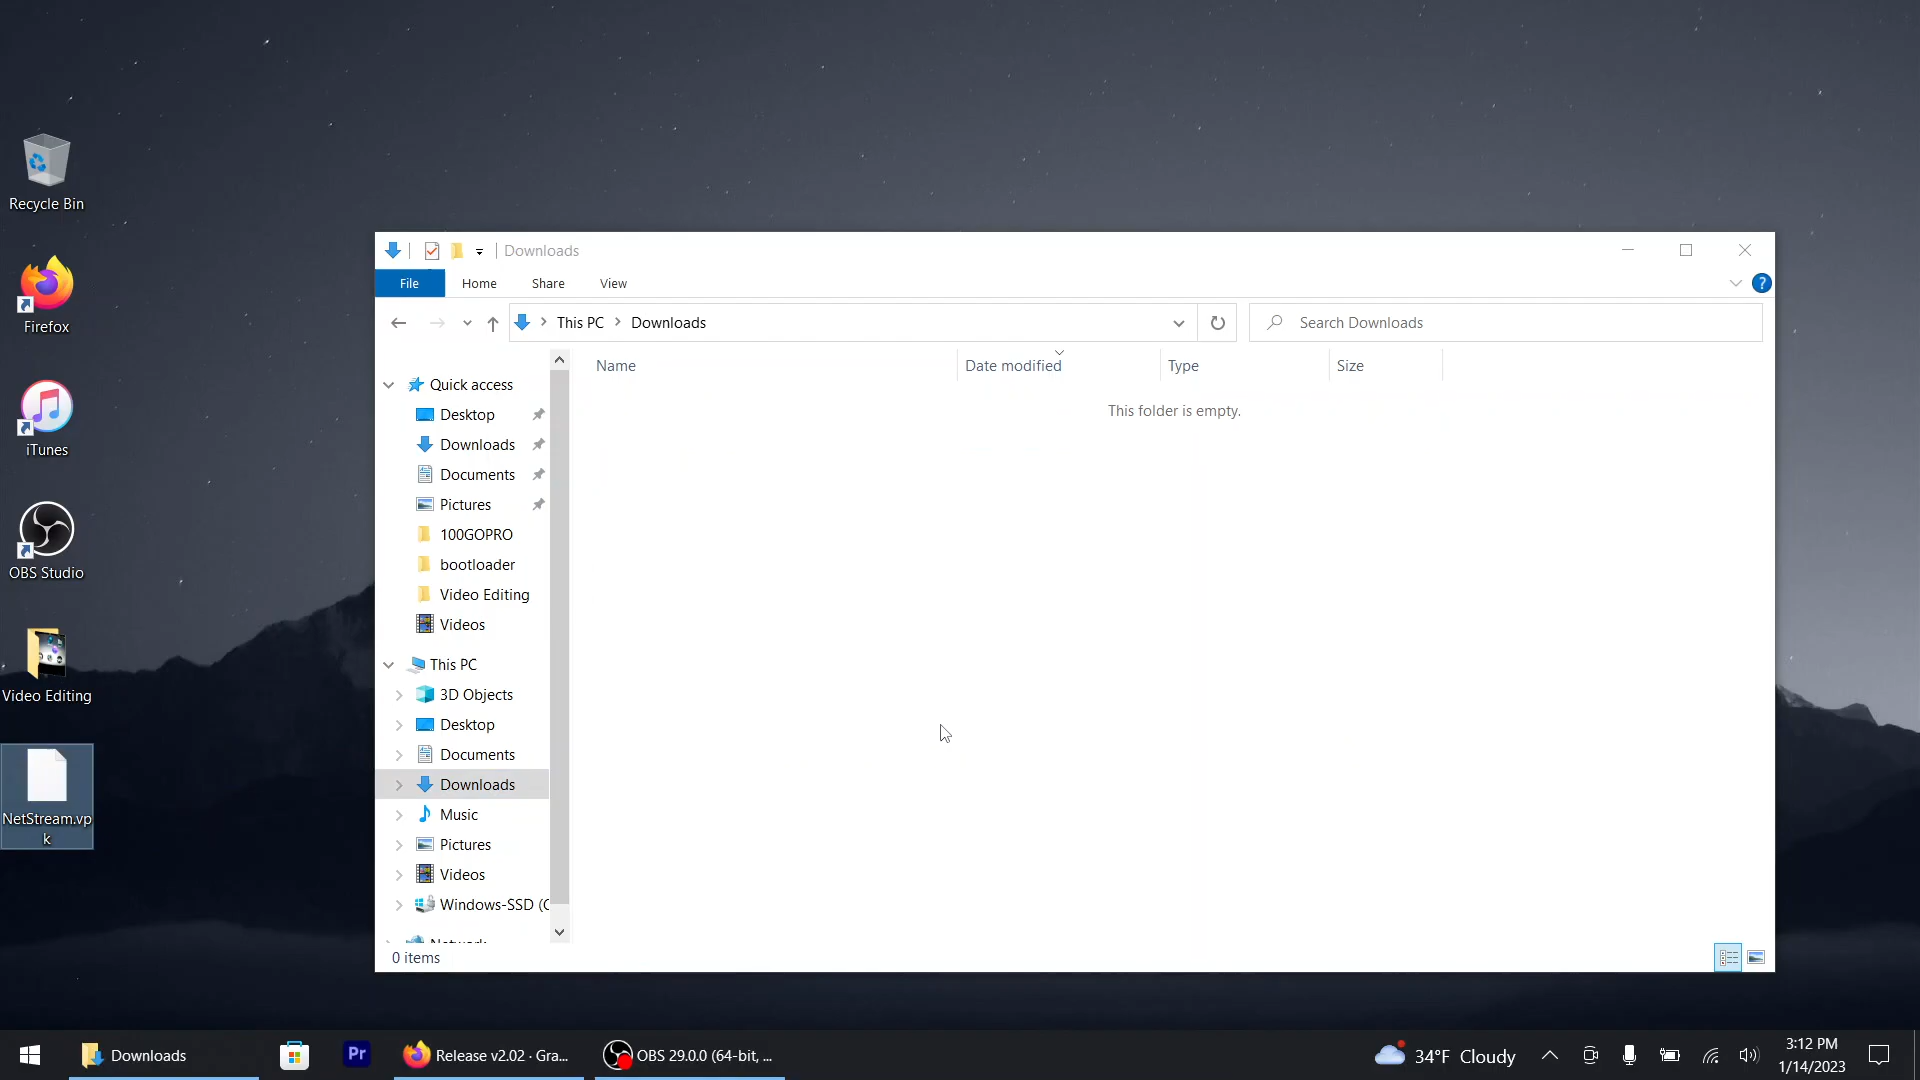 Recycle Bin
Firefox
iTunes
OBS Studio
Video Editing
NetStream.vp
k
Downloads
File Home Share View
?
This PC Downloads
Search Downloads
Name Date modified Type Size
This folder is empty.
Quick access
Desktop
Downloads
Documents
Pictures
100GOPRO
bootloader
Video Editing
Videos
This PC
3D Objects
Desktop
Documents
Downloads
Music
Pictures
Videos
Windows-SSD (C
Network
0 items
Downloads
Pr
Release v2.02 · Gra...
OBS 29.0.0 (64-bit, ...
34°F Cloudy
3:12 PM
1/14/2023